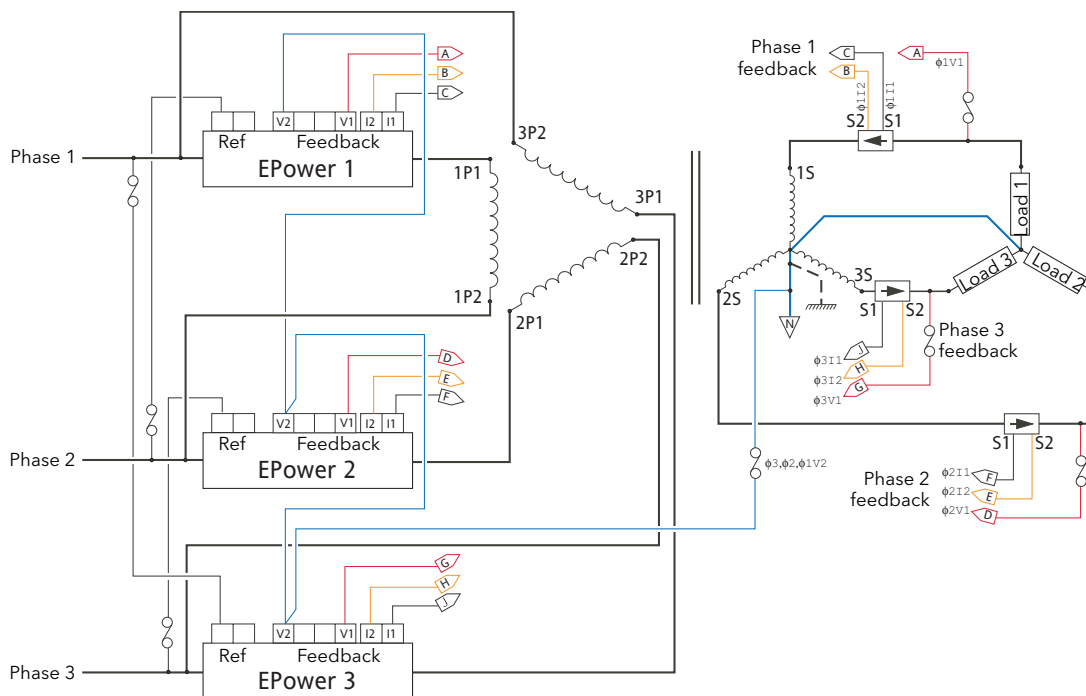 A
B
C
V2
V1
I2
I1
Ref
Feedback
EPower 1
Phase 1
1P1
1P2
3P2
3P1
2P2
2P1
D
E
F
V2
V1
I2
I1
Ref
Feedback
EPower 2
Phase 2
G
H
J
V2
V1
I2
I1
Ref
Feedback
EPower 3
Phase 3
Phase 1
feedback
C
B
A
ϕ1V1
ϕ1I2
ϕ1I1
S2
S1
1S
Load 1
Load 3
Load 2
2S
3S
S1
S2
N
J
H
G
ϕ3I1
ϕ3I2
ϕ3V1
Phase 3
feedback
ϕ3,ϕ2,ϕ1V2
S1
S2
Phase 2
feedback
ϕ2I1
ϕ2I2
ϕ2V1
F
E
D